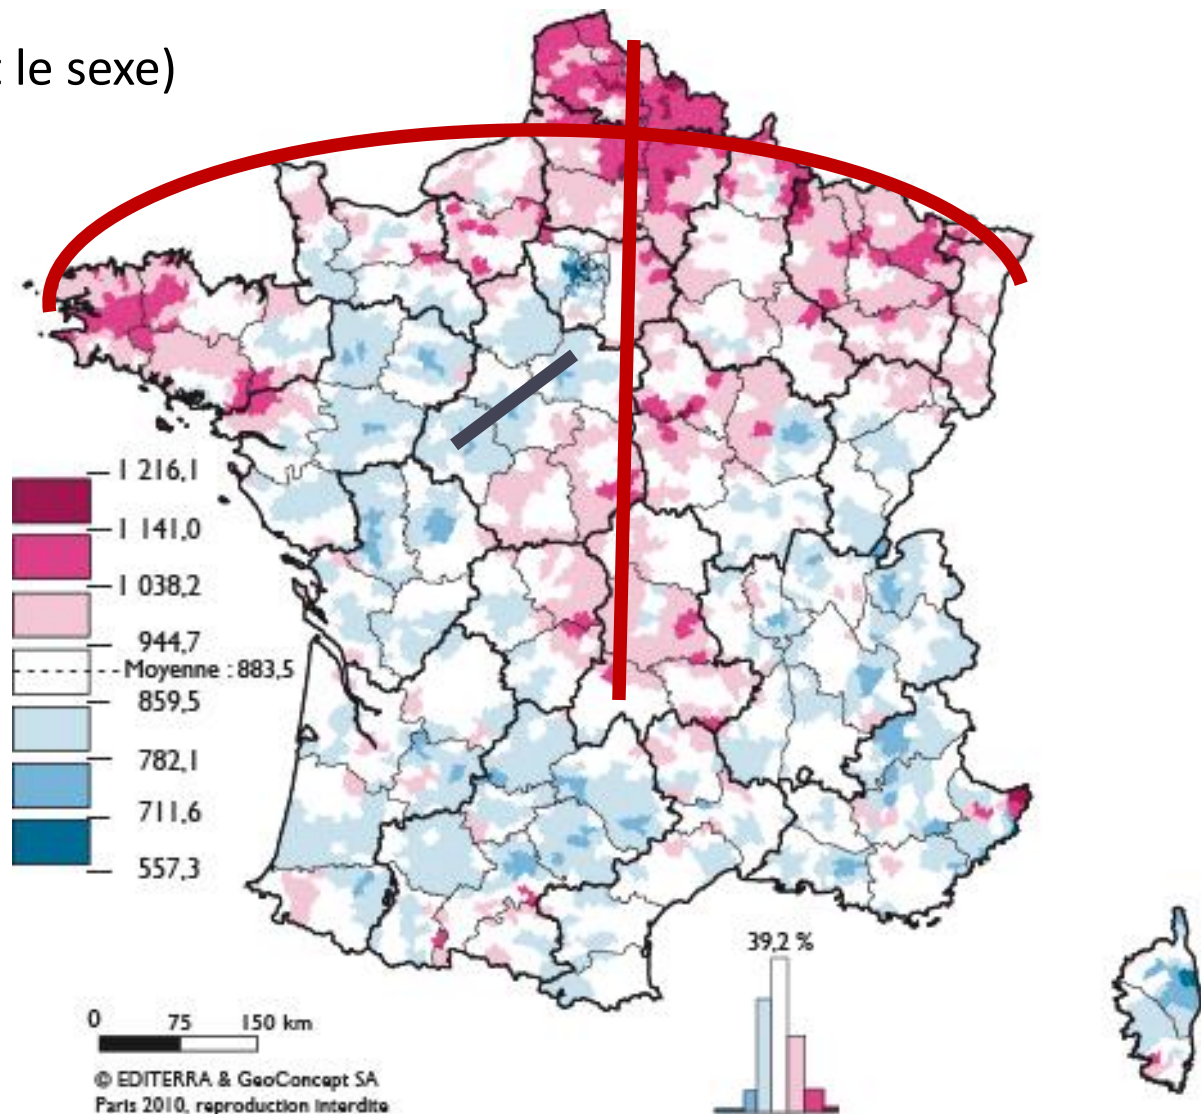 t le sexe)
1 216,1
1 141,0
1 038,2
944,7
Moyenne : 883,5
859,5
782,1
711,6
557,3
39,2 %
0 75 150 km
© EDITERRA & GeoConcept SA
Paris 2010, reproduction interdite